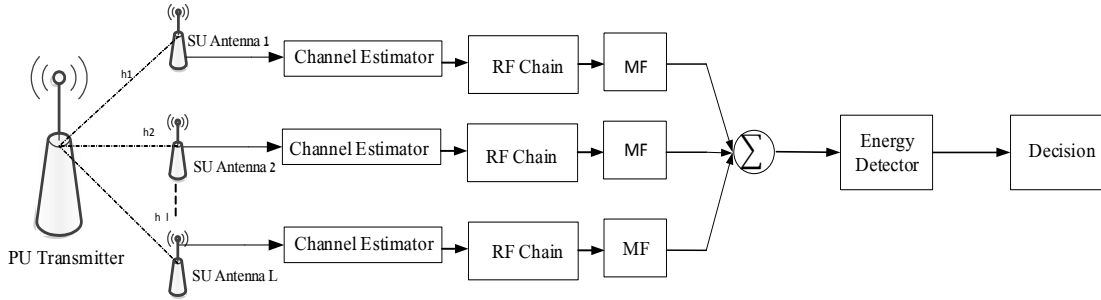 SU Antenna 1
Channel Estimator
RF Chain
MF
h1
h2
SU Antenna 2
Channel Estimator
RF Chain
MF
Σ
Energy
Detector
Decision
h l
PU Transmitter
SU Antenna L
Channel Estimator
RF Chain
MF